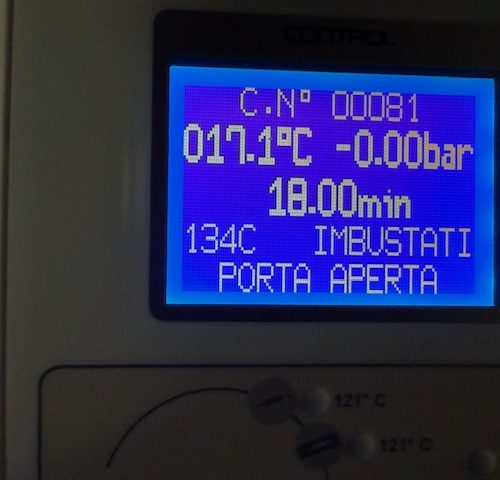 CONTROL
C.N° 00081
017.1°C -0.00bar
18.00min
134C IMBUSTATI
PORTA APERTA
121° C
121° C